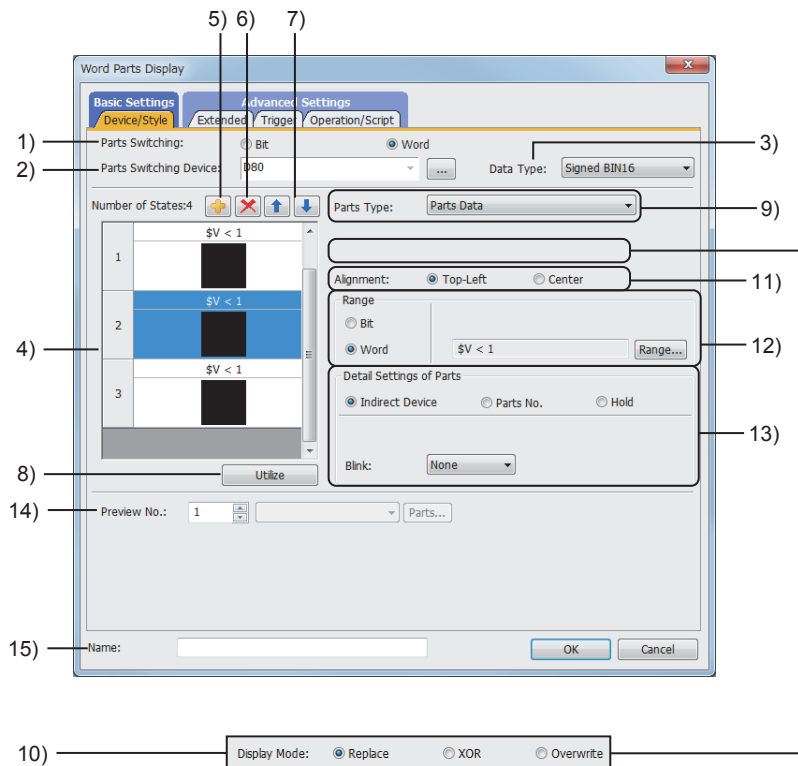 5) 6) 7)
Word Parts Display
x
Basic Settings Advanced Settings
Device/Style Extended Trigger Operation/Script
1) Parts Switching: Bit Word 3)
2) Parts Switching Device: D80 ... Data Type: Signed BIN16
Number of States:4 Parts Type: Parts Data 9)
$V < 1
1
Alignment: Top-Left Center 11)
$V < 1
2
Range
Bit
4) Word $V < 1 Range... 12)
$V < 1
3
Detail Settings of Parts
Indirect Device Parts No. Hold
13)
Blink: None
8) Utilize
14) Preview No.: 1 Parts...
15) Name: OK Cancel
10) Display Mode: Replace XOR Overwrite